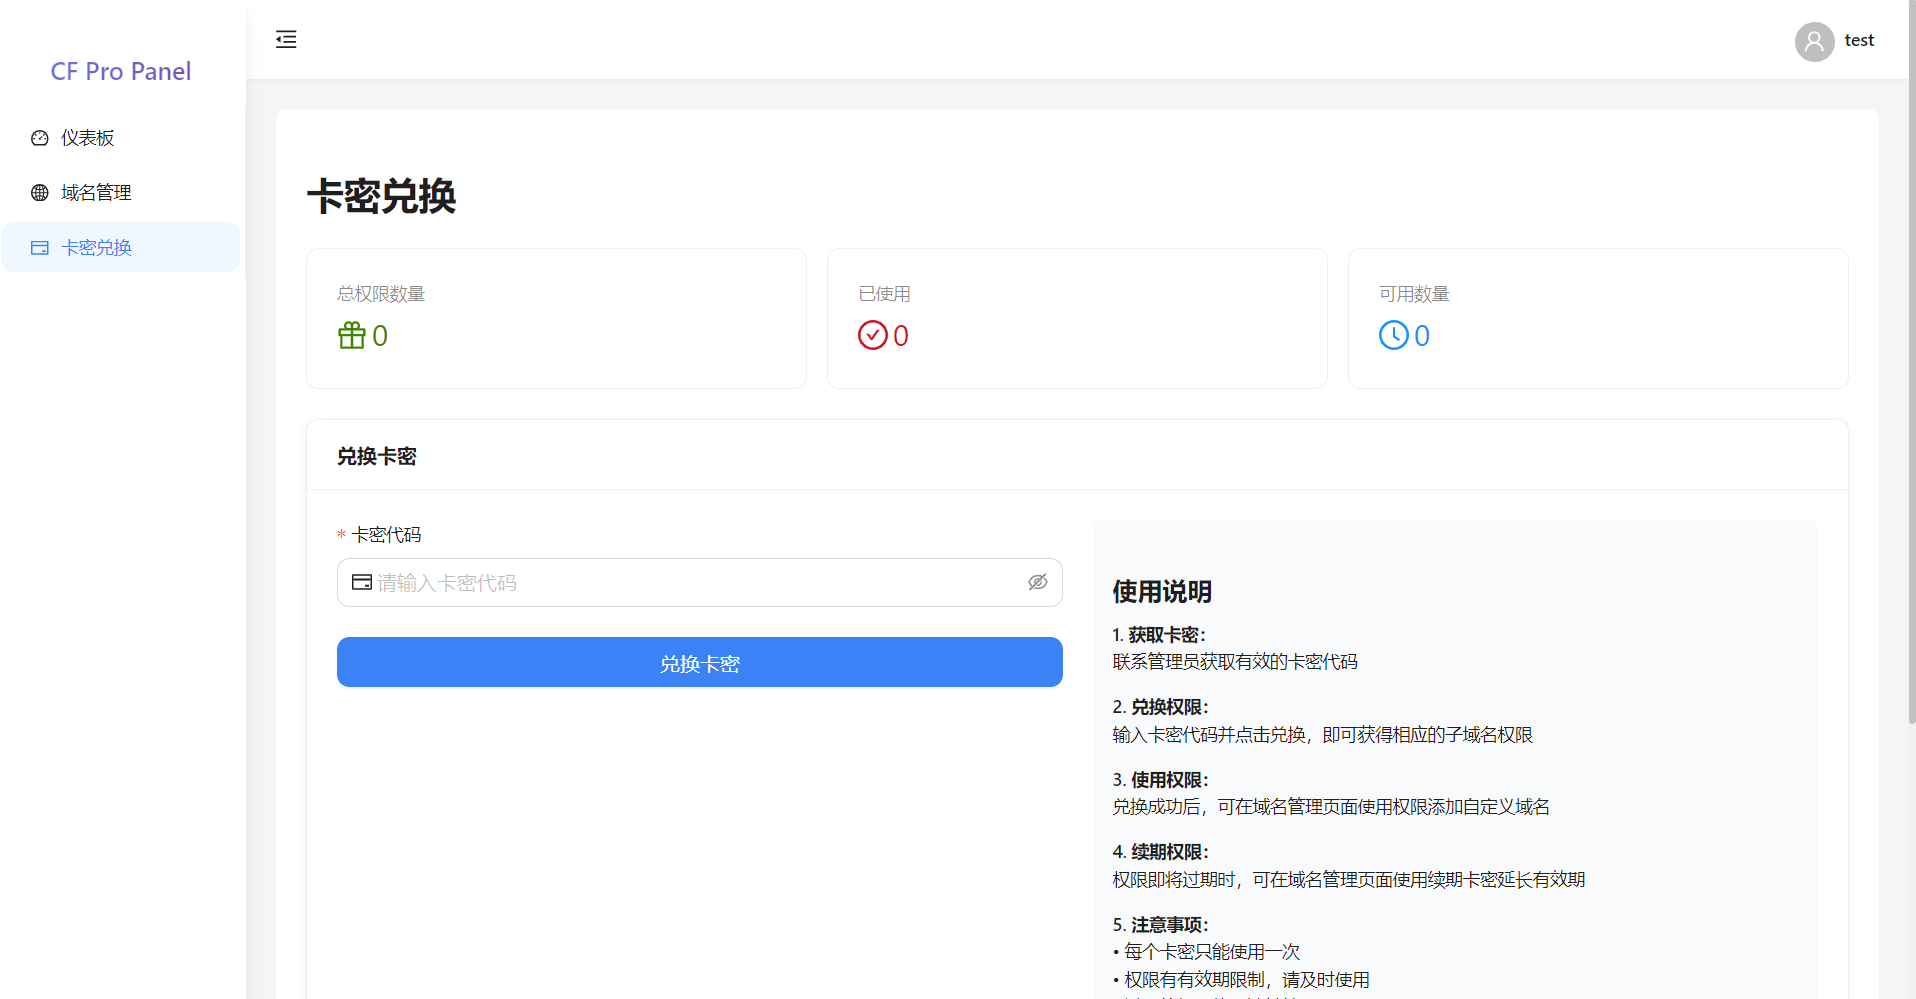 CF Pro Panel
test
仪表板
域名管理
卡密兑换
卡密兑换
总权限数量
0
已使用
0
可用数量
0
兑换卡密
* 卡密代码
请输入卡密代码
兑换卡密
使用说明
1. 获取卡密：
联系管理员获取有效的卡密代码
2. 兑换权限：
输入卡密代码并点击兑换，即可获得相应的子域名权限
3. 使用权限：
兑换成功后，可在域名管理页面使用权限添加自定义域名
4. 续期权限：
权限即将过期时，可在域名管理页面使用续期卡密延长有效期
5. 注意事项：
• 每个卡密只能使用一次
• 权限有有效期限制，请及时使用